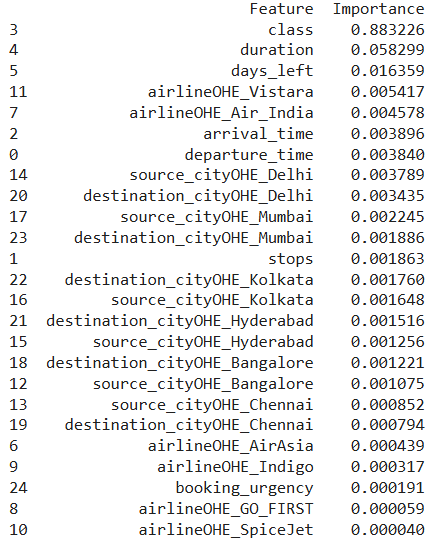 Feature Importance
3 class 0.883226
4 duration 0.058299
5 days_left 0.016359
11 airlineOHE_Vistara 0.005417
7 airlineOHE_Air_India 0.004578
2 arrival_time 0.003896
0 departure_time 0.003840
14 source_cityOHE_Delhi 0.003789
20 destination_cityOHE_Delhi 0.003435
17 source_cityOHE_Mumbai 0.002245
23 destination_cityOHE_Mumbai 0.001886
1 stops 0.001863
22 destination_cityOHE_Kolkata 0.001760
16 source_cityOHE_Kolkata 0.001648
21 destination_cityOHE_Hyderabad 0.001516
15 source_cityOHE_Hyderabad 0.001256
18 destination_cityOHE_Bangalore 0.001221
12 source_cityOHE_Bangalore 0.001075
13 source_cityOHE_Chennai 0.000852
19 destination_cityOHE_Chennai 0.000794
6 airlineOHE_AirAsia 0.000439
9 airlineOHE_Indigo 0.000317
24 booking_urgency 0.000191
8 airlineOHE_GO_FIRST 0.000059
10 airlineOHE_SpiceJet 0.000040